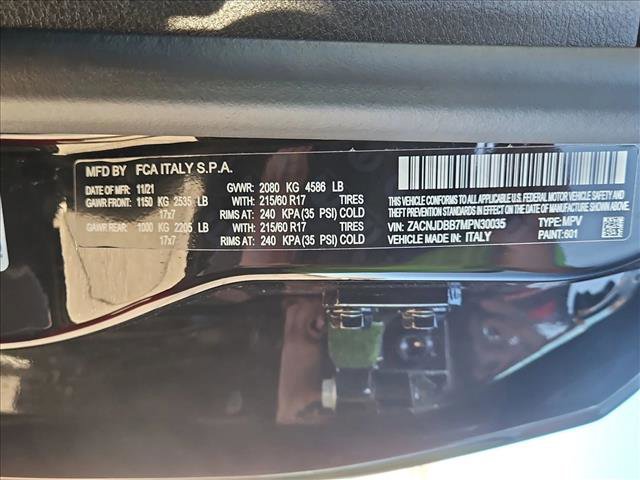 MFD BY FCA ITALY S.P.A.
DATE OF MFR: 11/21 GVWR: 2080 KG 4586 LB
GAWR FRONT: 1150 KG 2535 LB WITH: 215/60 R17 TIRES
17x7 RIMS AT: 240 KPA (35 PSI) COLD
GAWR REAR: 1000 KG 2205 LB WITH: 215/60 R17 TIRES
17x7 RIMS AT: 240 KPA (35 PSI) COLD
THIS VEHICLE CONFORMS TO ALL APPLICABLE U.S. FEDERAL MOTOR VEHICLE
SAFETY, BUMPER, AND THEFT PREVENTION STANDARDS IN EFFECT ON THE DATE OF MFR SHOWN ABOVE
VIN: ZACNJDBB7MPN30035 TYPE: MPV
VEHICLE MADE IN: ITALY PAINT: 601